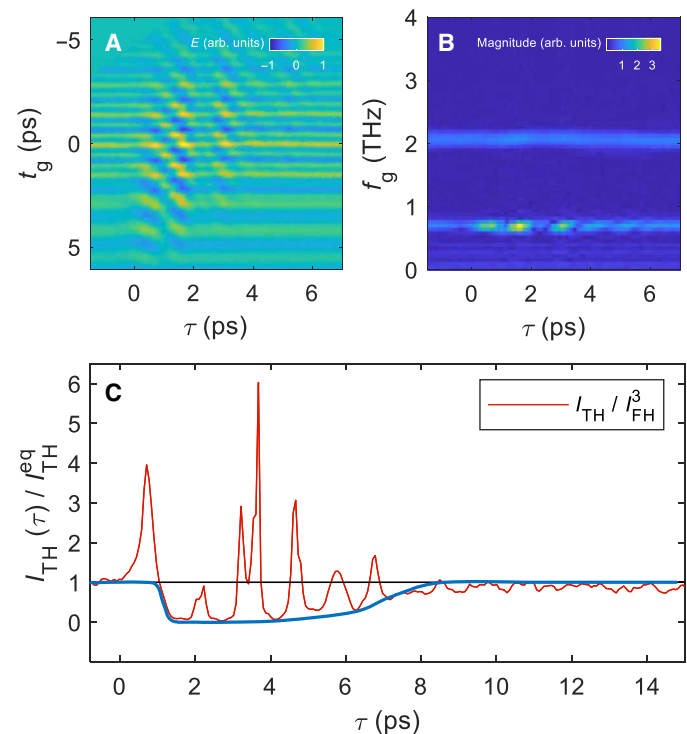 A
E (arb. units)
−1 0 1
−5
0
5
t_g (ps)
0 2 4 6
τ (ps)
B
Magnitude (arb. units)
1 2 3
4
3
2
1
0
f_g (THz)
0 2 4 6
τ (ps)
C
I_TH / I_FH^3
6
5
4
3
2
1
0
I_TH (τ) / I_TH^eq
0 2 4 6 8 10 12 14
τ (ps)